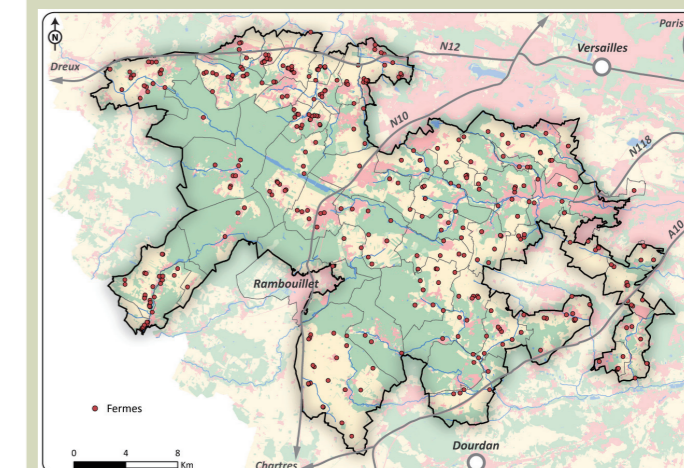 N
Dreux
N12
Versailles
Paris
N10
N118
A10
Rambouillet
Fermes
0 4 8
Km
Chartres
Dourdan